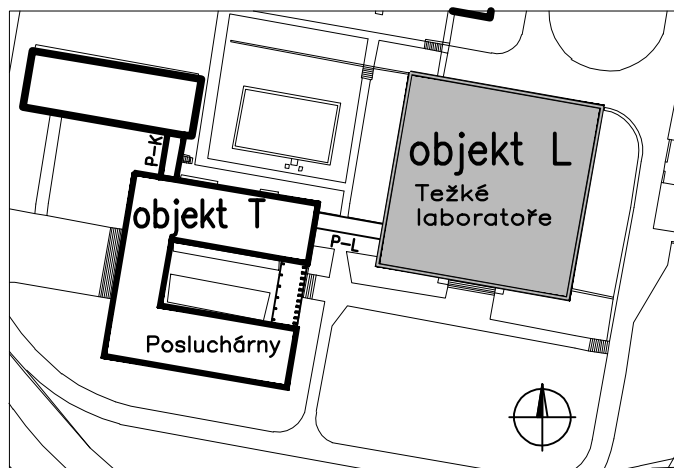 P-K
objekt L
Težké
laboratoře
objekt T
P-L
Posluchárny